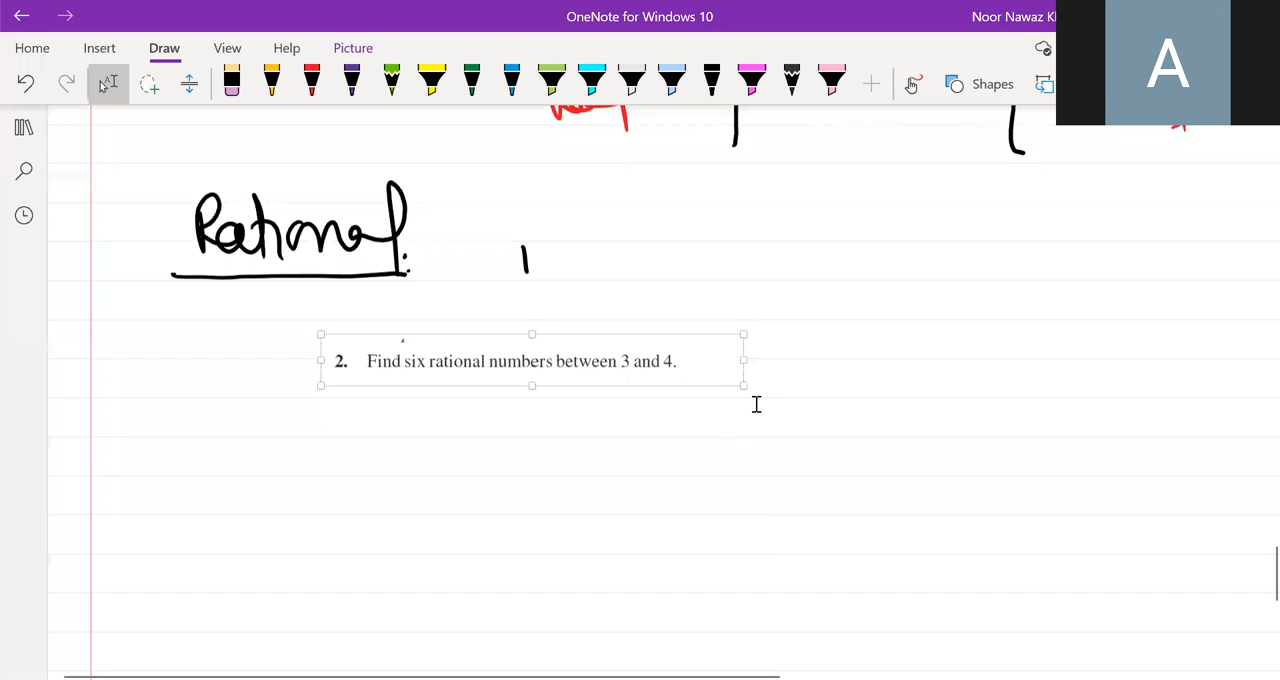 OneNote for Windows 10
Noor Nawaz Kh
Home Insert Draw View Help Picture
Shapes
A
Rational.
2. Find six rational numbers between 3 and 4.